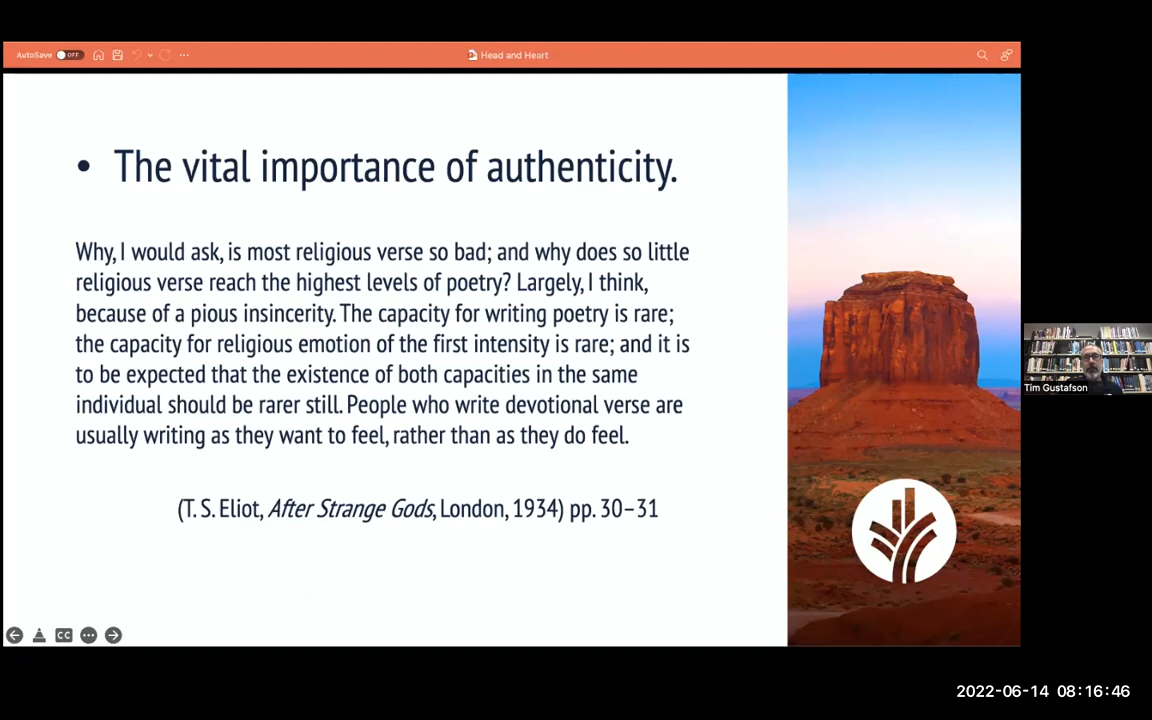 AutoSave OFF
Head and Heart
• The vital importance of authenticity.
Why, I would ask, is most religious verse so bad; and why does so little
religious verse reach the highest levels of poetry? Largely, I think,
because of a pious insincerity. The capacity for writing poetry is rare;
the capacity for religious emotion of the first intensity is rare; and it is
to be expected that the existence of both capacities in the same
individual should be rarer still. People who write devotional verse are
usually writing as they want to feel, rather than as they do feel.
(T. S. Eliot, After Strange Gods, London, 1934) pp. 30–31
Tim Gustafson
CC
2022-06-14 08:16:46